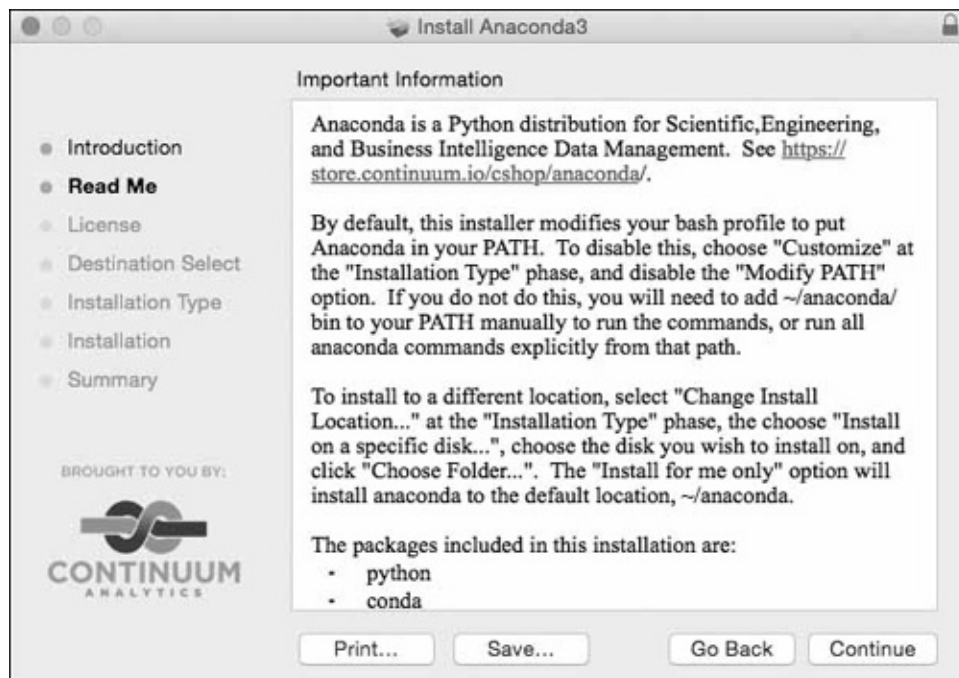 Install Anaconda3
Important Information
Introduction
Read Me
License
Destination Select
Installation Type
Installation
Summary
BROUGHT TO YOU BY:
CONTINUUM
ANALYTICS
Anaconda is a Python distribution for Scientific,Engineering,
and Business Intelligence Data Management.  See https://
store.continuum.io/cshop/anaconda/.
By default, this installer modifies your bash profile to put
Anaconda in your PATH.  To disable this, choose "Customize" at
the "Installation Type" phase, and disable the "Modify PATH"
option.  If you do not do this, you will need to add ~/anaconda/
bin to your PATH manually to run the commands, or run all
anaconda commands explicitly from that path.
To install to a different location, select "Change Install
Location..." at the "Installation Type" phase, the choose "Install
on a specific disk...", choose the disk you wish to install on, and
click "Choose Folder...".  The "Install for me only" option will
install anaconda to the default location, ~/anaconda.
The packages included in this installation are:
- python
- conda
Print...
Save...
Go Back
Continue